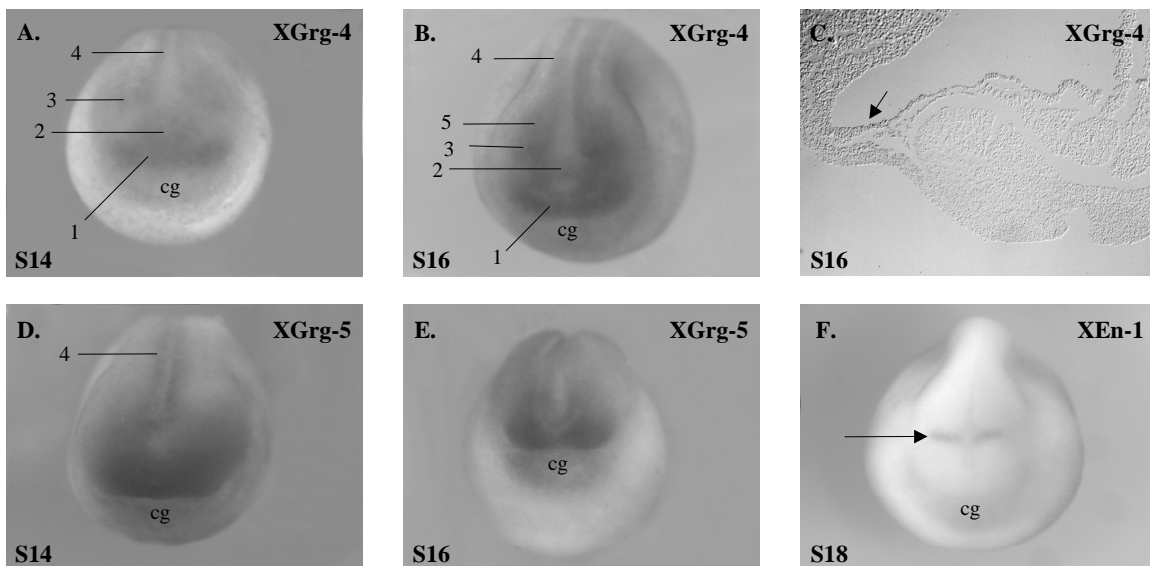 A. XGrg-4
4
3
2
cg
1
S14
B. XGrg-4
4
5
3
2
cg
1
S16
C. XGrg-4
S16
D. XGrg-5
4
cg
S14
E. XGrg-5
cg
S16
F. XEn-1
cg
S18